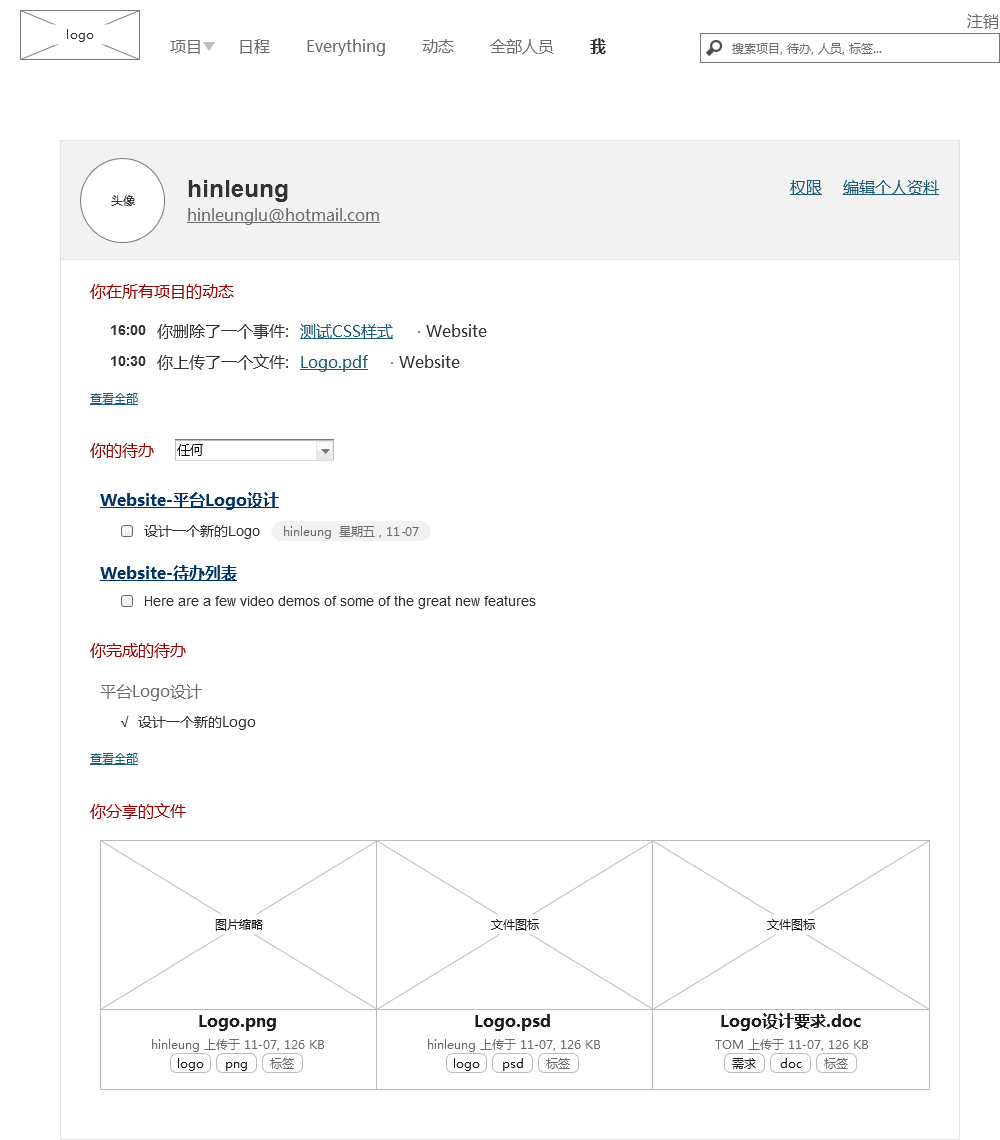 注销
logo
项目 日程 Everything 动态 全部人员 我
搜索项目, 待办, 人员, 标签...
头像
hinleung
hinleunglu@hotmail.com
权限 编辑个人资料
你在所有项目的动态
16:00 你删除了一个事件: 测试CSS样式 · Website
10:30 你上传了一个文件: Logo.pdf · Website
查看全部
你的待办 任何
Website-平台Logo设计
设计一个新的Logo hinleung 星期五 , 11-07
Website-待办列表
Here are a few video demos of some of the great new features
你完成的待办
平台Logo设计
√ 设计一个新的Logo
查看全部
你分享的文件
图片缩略 文件图标 文件图标
Logo.png Logo.psd Logo设计要求.doc
hinleung 上传于 11-07, 126 KB hinleung 上传于 11-07, 126 KB TOM 上传于 11-07, 126 KB
logo png 标签 logo psd 标签 需求 doc 标签